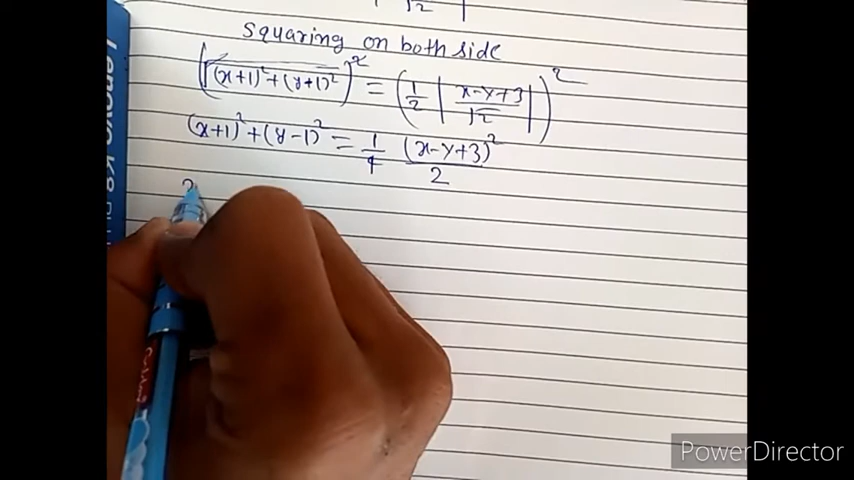 √2
squaring on both side
(√(x+1)²+(y+1)²)² = (1/2 |x-y+3/√2|)²
(x+1)²+(y-1)² = 1/4 (x-y+3)²/2
PowerDirector